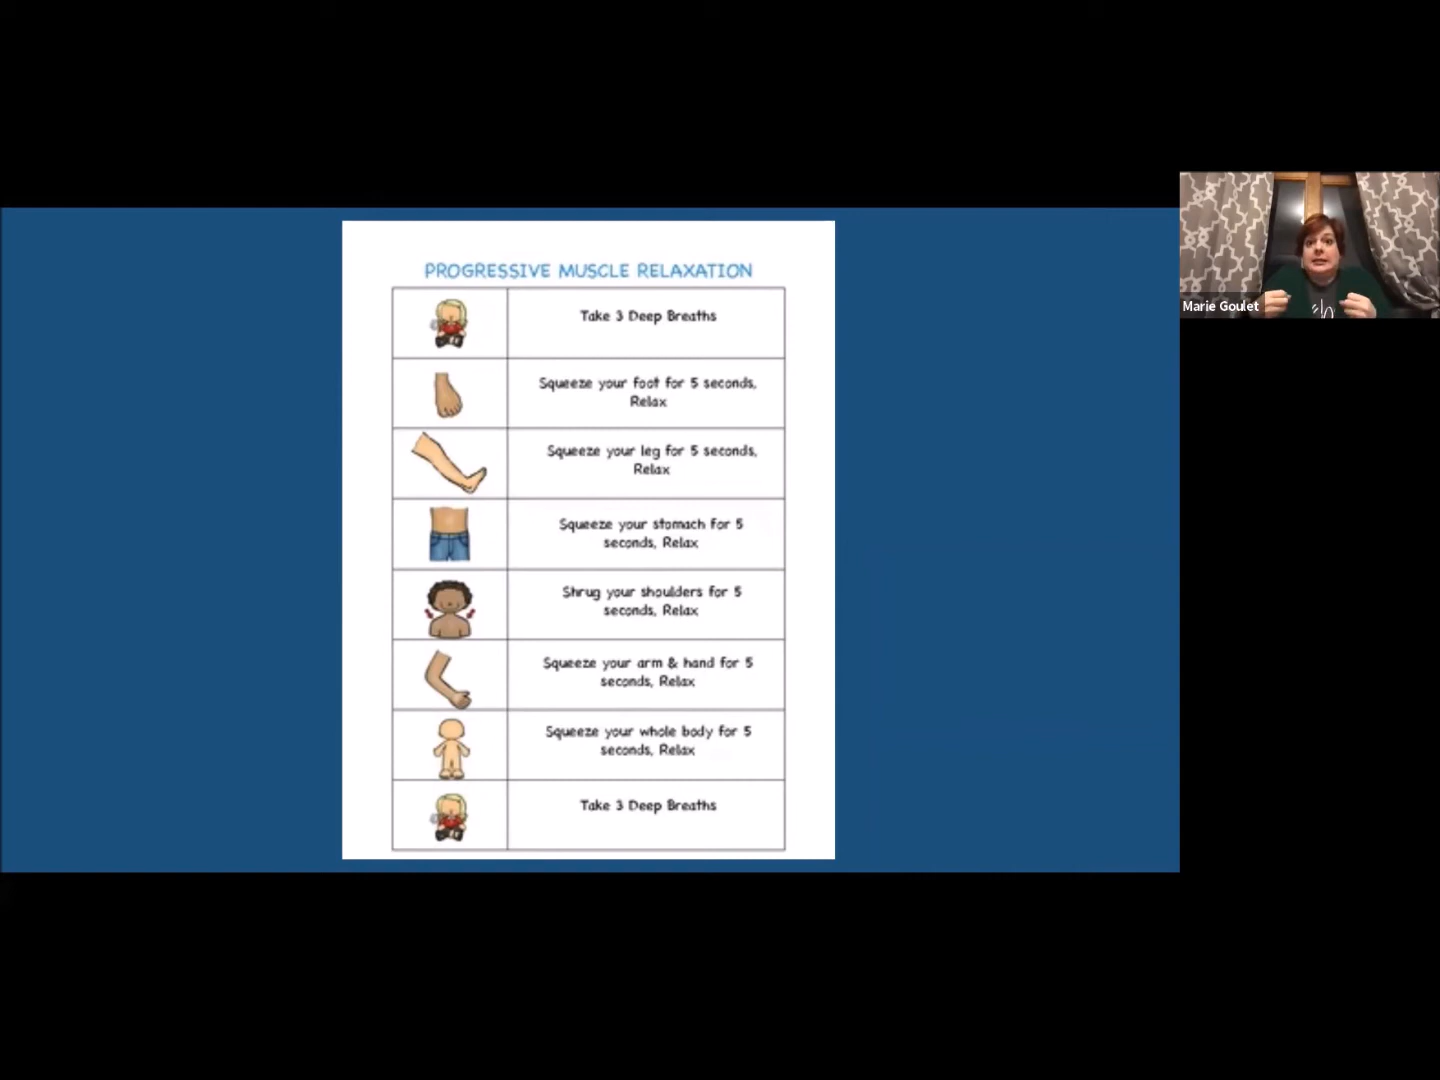 PROGRESSIVE MUSCLE RELAXATION
Take 3 Deep Breaths
Squeeze your foot for 5 seconds,
Relax
Squeeze your leg for 5 seconds,
Relax
Squeeze your stomach for 5
seconds, Relax
Shrug your shoulders for 5
seconds, Relax
Squeeze your arm & hand for 5
seconds, Relax
Squeeze your whole body for 5
seconds, Relax
Take 3 Deep Breaths
Marie Goulet